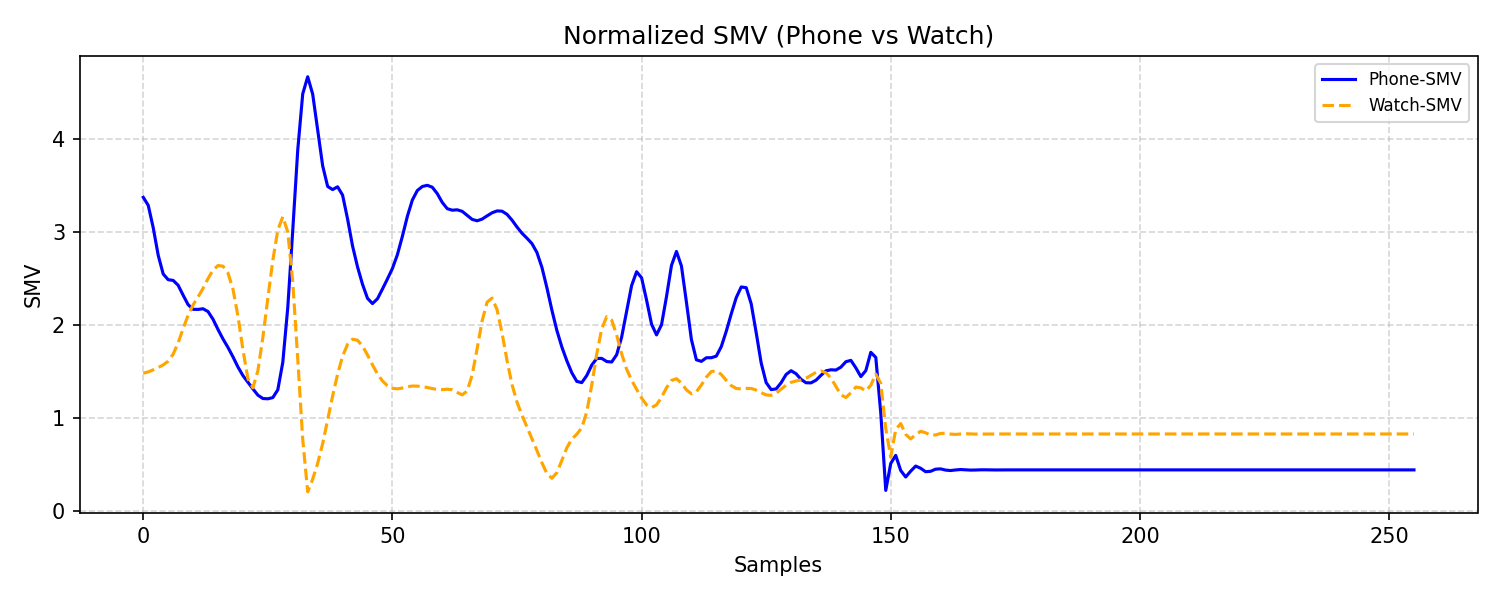 Normalized SMV (Phone vs Watch)
Phone-SMV
Watch-SMV
SMV
4
3
2
1
0
0 50 100 150 200 250
Samples